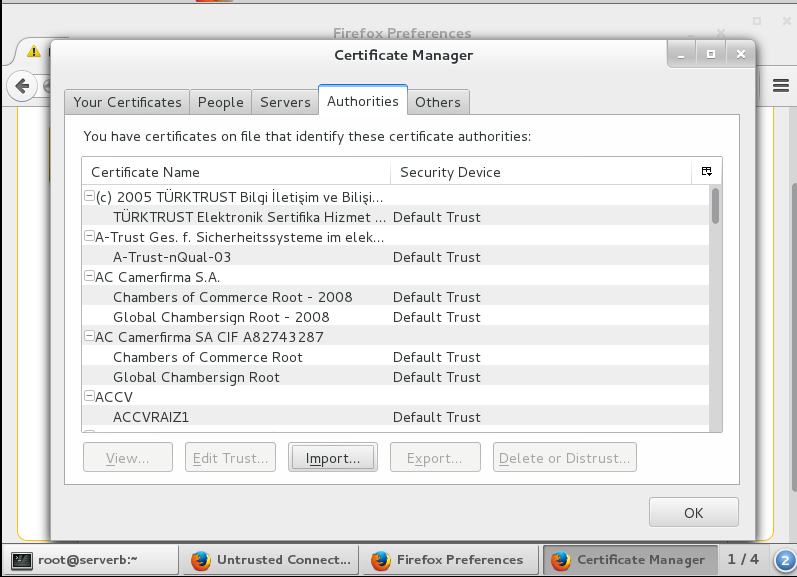 Firefox Preferences
Certificate Manager
Your Certificates People Servers Authorities Others
You have certificates on file that identify these certificate authorities:
Certificate Name Security Device
(c) 2005 TÜRKTRUST Bilgi İletişim ve Bilişi...
TÜRKTRUST Elektronik Sertifika Hizmet ... Default Trust
A-Trust Ges. f. Sicherheitssysteme im elek...
A-Trust-nQual-03 Default Trust
AC Camerfirma S.A.
Chambers of Commerce Root - 2008 Default Trust
Global Chambersign Root - 2008 Default Trust
AC Camerfirma SA CIF A82743287
Chambers of Commerce Root Default Trust
Global Chambersign Root Default Trust
ACCV
ACCVRAIZ1 Default Trust
View... Edit Trust... Import... Export... Delete or Distrust...
OK
root@serverb:~ Untrusted Connect... Firefox Preferences Certificate Manager 1 / 4 2